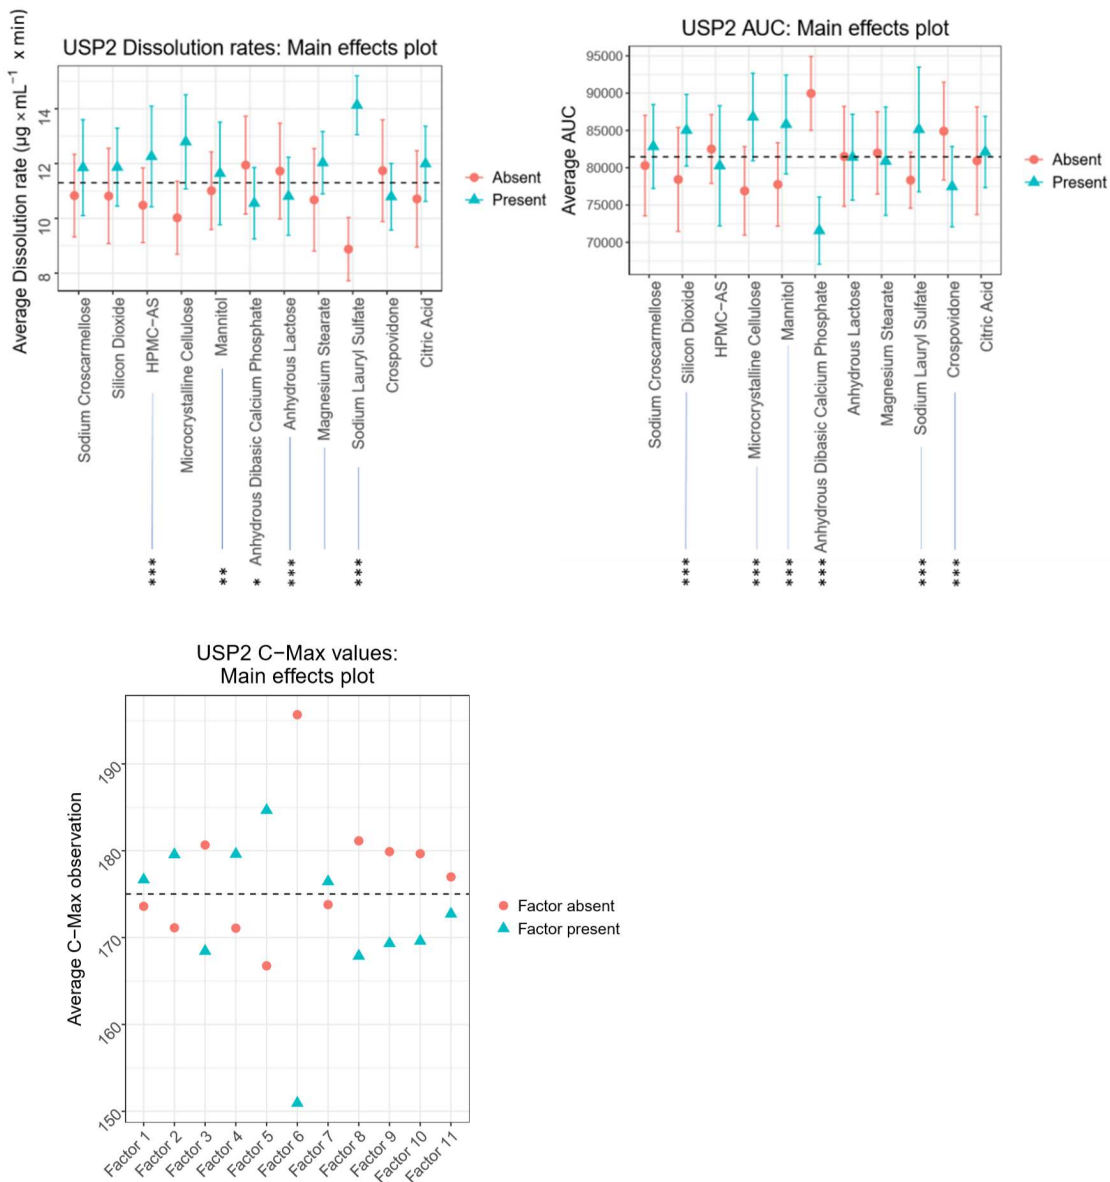 USP2 Dissolution rates: Main effects plot
Average Dissolution rate (µg ×mL⁻¹ x min)
14
12
10
8
Absent
Present
Sodium Croscarmellose
Silicon Dioxide
HPMC−AS
Microcrystalline Cellulose
Mannitol
Anhydrous Dibasic Calcium Phosphate
Anhydrous Lactose
Magnesium Stearate
Sodium Lauryl Sulfate
Crospovidone
Citric Acid
***
**
*
***
***
USP2 AUC: Main effects plot
Average AUC
95000
90000
85000
80000
75000
70000
Absent
Present
Sodium Croscarmellose
Silicon Dioxide
HPMC−AS
Microcrystalline Cellulose
Mannitol
Anhydrous Dibasic Calcium Phosphate
Anhydrous Lactose
Magnesium Stearate
Sodium Lauryl Sulfate
Crospovidone
Citric Acid
***
***
***
***
***
***
USP2 C−Max values:
Main effects plot
Average C−Max observation
190
180
170
160
150
Factor absent
Factor present
Factor 1
Factor 2
Factor 3
Factor 4
Factor 5
Factor 6
Factor 7
Factor 8
Factor 9
Factor 10
Factor 11